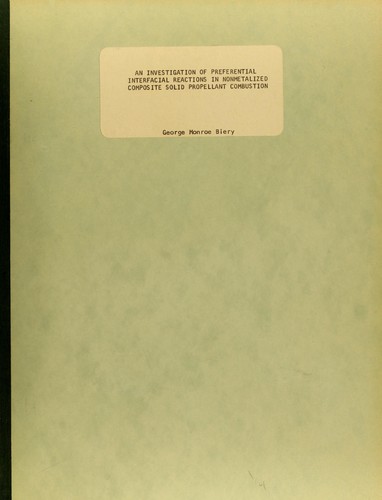 AN INVESTIGATION OF PREFERENTIAL
INTERFACIAL REACTIONS IN NONMETALIZED
COMPOSITE SOLID PROPELLANT COMBUSTION
George Monroe Biery